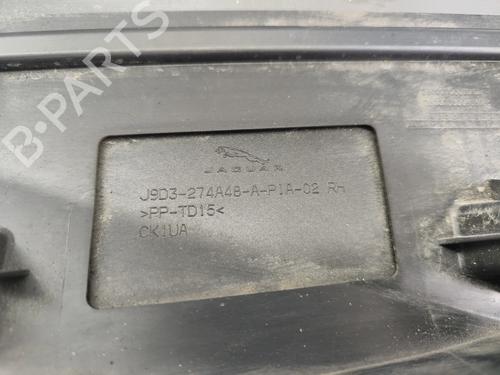 B-PARTS
JAGUAR
J9D3-274A48-A-PIA-02 RH
>PP-TD15<
CK1UA